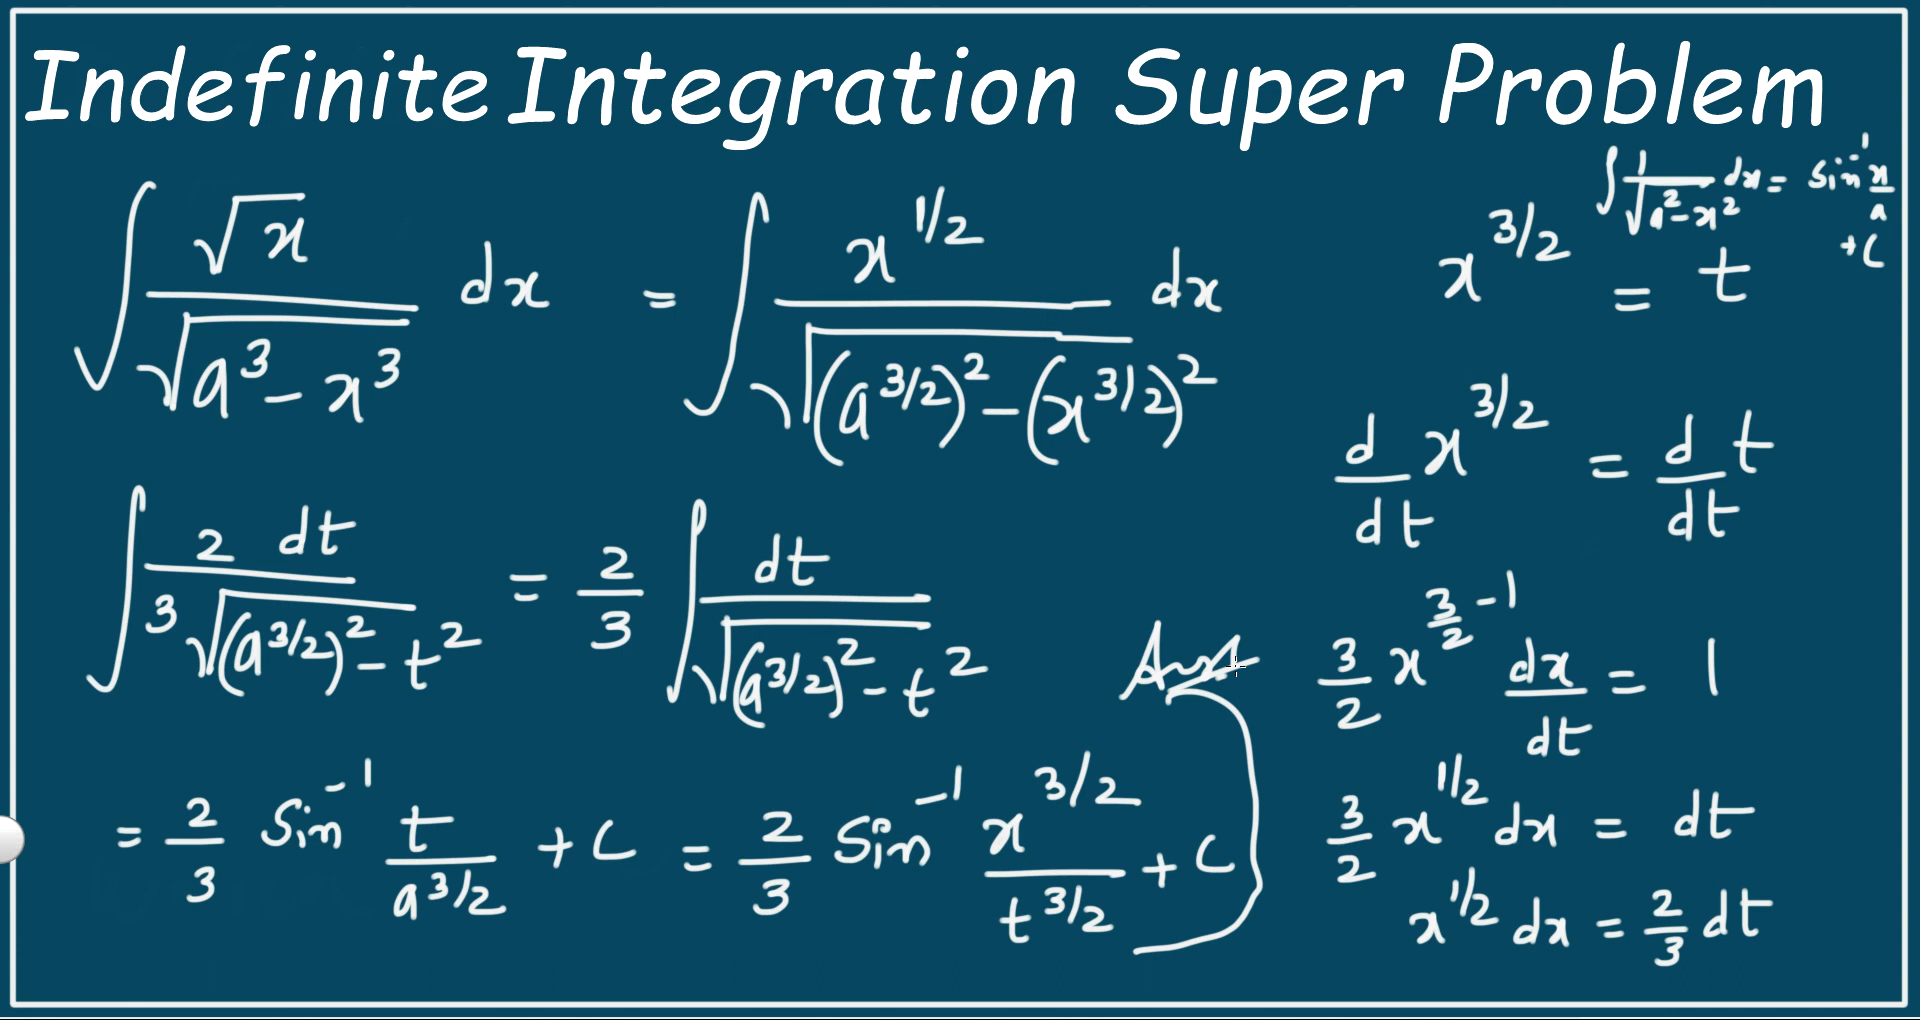 Indefinite Integration Super Problem
∫ 1/√(a² - x²) dx = Sin⁻¹ x/a + C
∫ √x / √(a³ - x³) dx = ∫ x^(1/2) / √((a^(3/2))² - (x^(3/2))²) dx
x^(3/2) = t
d/dt x^(3/2) = d/dt t
∫ 2 dt / 3√((a^(3/2))² - t²) = 2/3 ∫ dt / √((a^(3/2))² - t²)
3/2 x^(3/2 - 1) dx/dt = 1
= 2/3 Sin⁻¹ t/a^(3/2) + C = 2/3 Sin⁻¹ x^(3/2)/t^(3/2) + C
Ans
3/2 x^(1/2) dx = dt
x^(1/2) dx = 2/3 dt